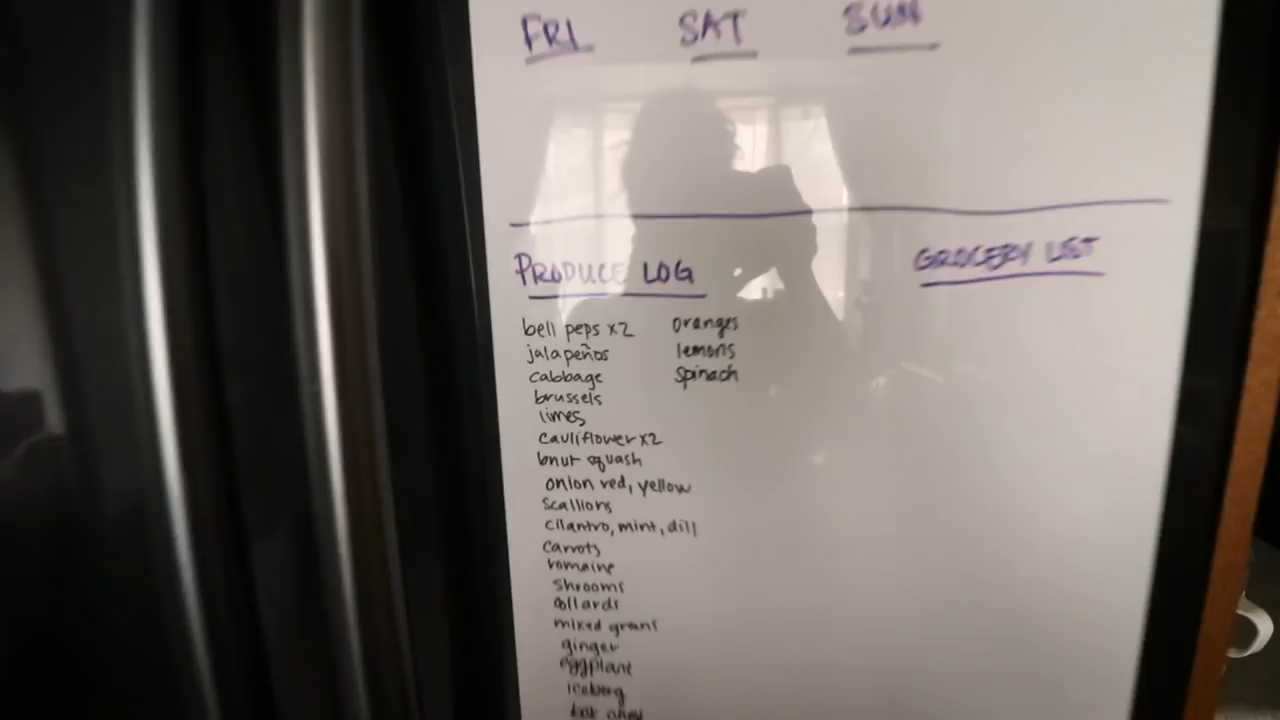 FRI SAT SUN
PRODUCE LOG
bell peps x2
jalapeños
cabbage
brussels
limes
cauliflower x2
bnut squash
onion red, yellow
scallions
cilantro, mint, dill
carrots
romaine
shrooms
collards
mixed greens
ginger
eggplant
iceberg
oranges
lemons
spinach
GROCERY LIST